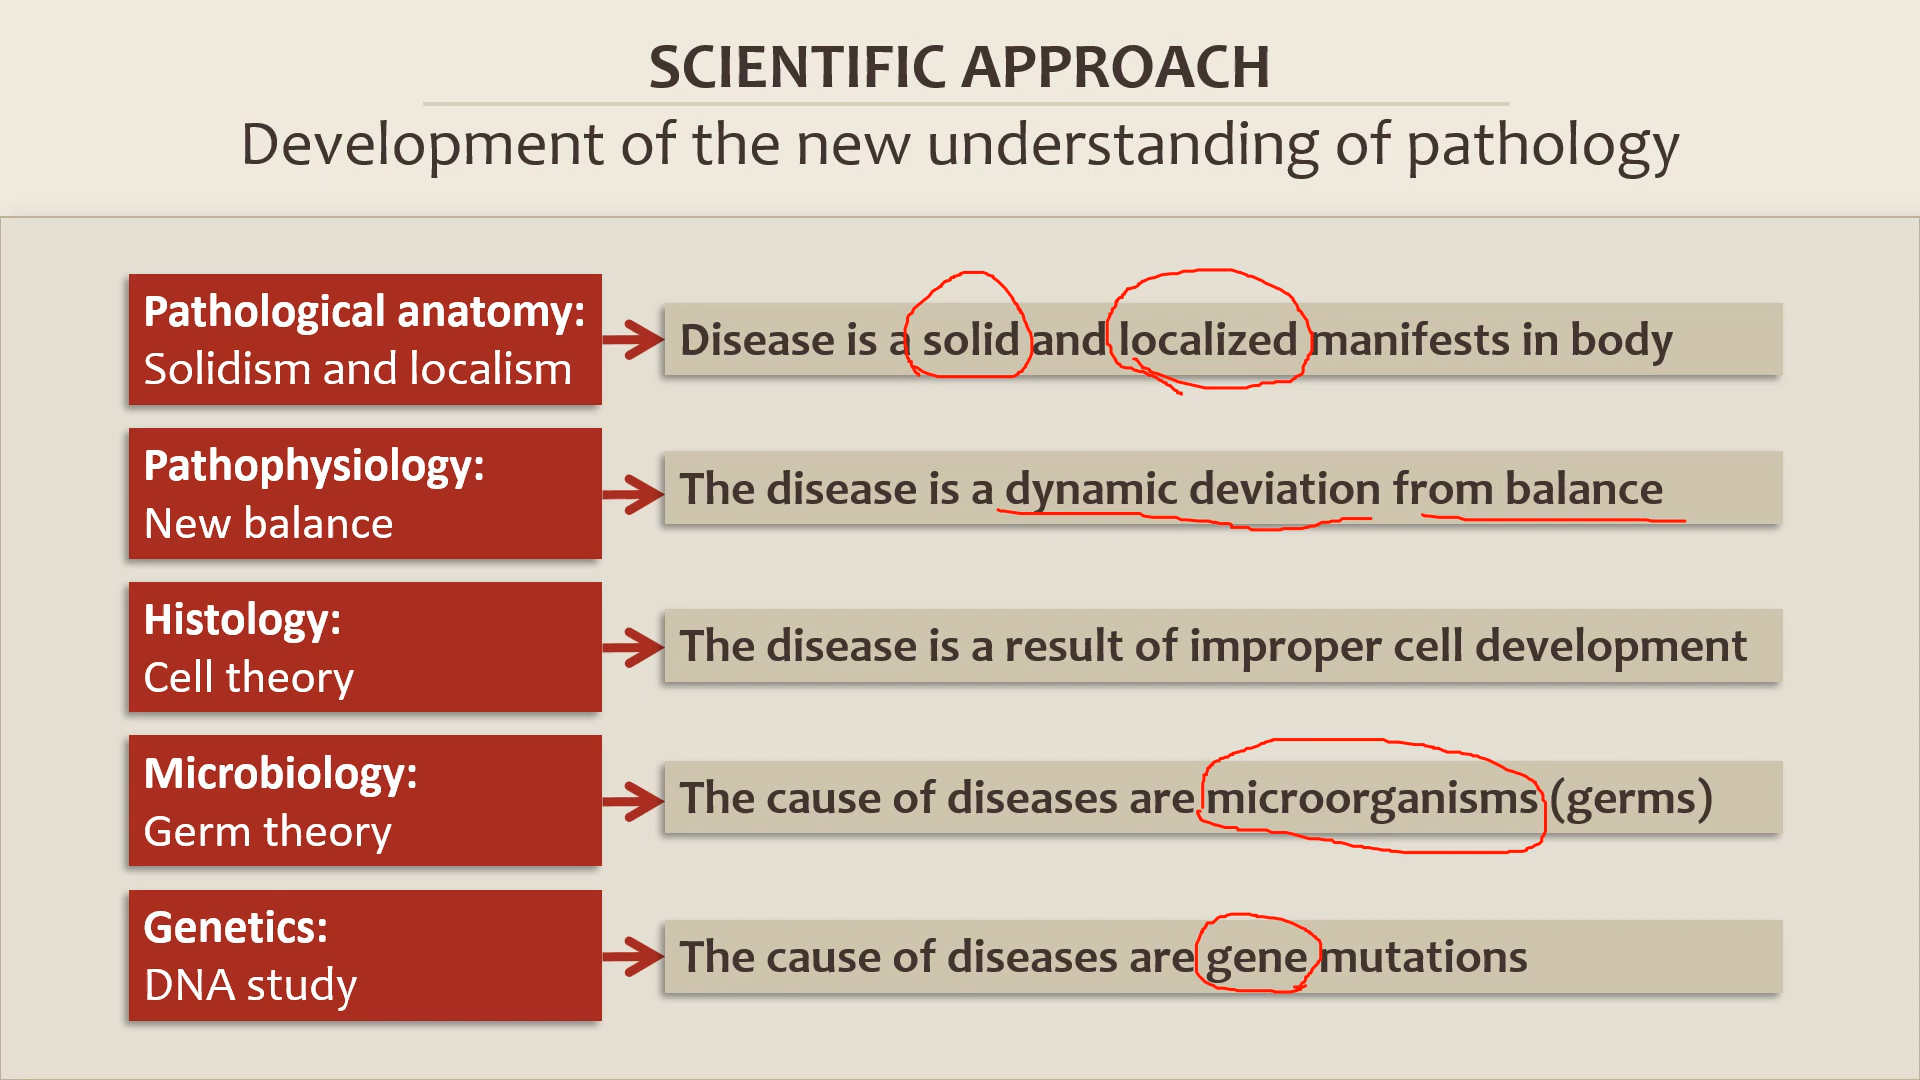 SCIENTIFIC APPROACH
Development of the new understanding of pathology
Pathological anatomy:
Solidism and localism
Disease is a solid and localized manifests in body
Pathophysiology:
New balance
The disease is a dynamic deviation from balance
Histology:
Cell theory
The disease is a result of improper cell development
Microbiology:
Germ theory
The cause of diseases are microorganisms (germs)
Genetics:
DNA study
The cause of diseases are gene mutations